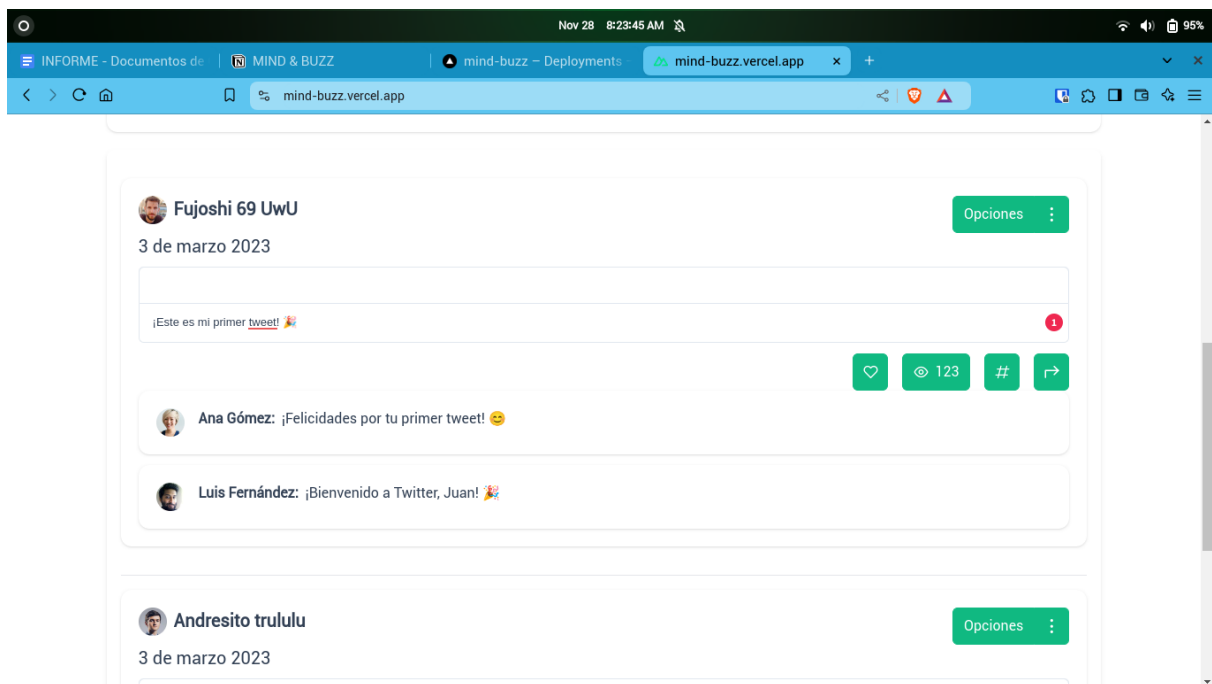 Nov 28 8:23:45 AM 95%
INFORME - Documentos de MIND & BUZZ mind-buzz – Deployments - mind-buzz.vercel.app
mind-buzz.vercel.app
Fujoshi 69 UwU
Opciones
3 de marzo 2023
¡Este es mi primer tweet! 🎉
1
123 #
Ana Gómez: ¡Felicidades por tu primer tweet! 😊
Luis Fernández: ¡Bienvenido a Twitter, Juan! 🎉
Andresito trululu
Opciones
3 de marzo 2023